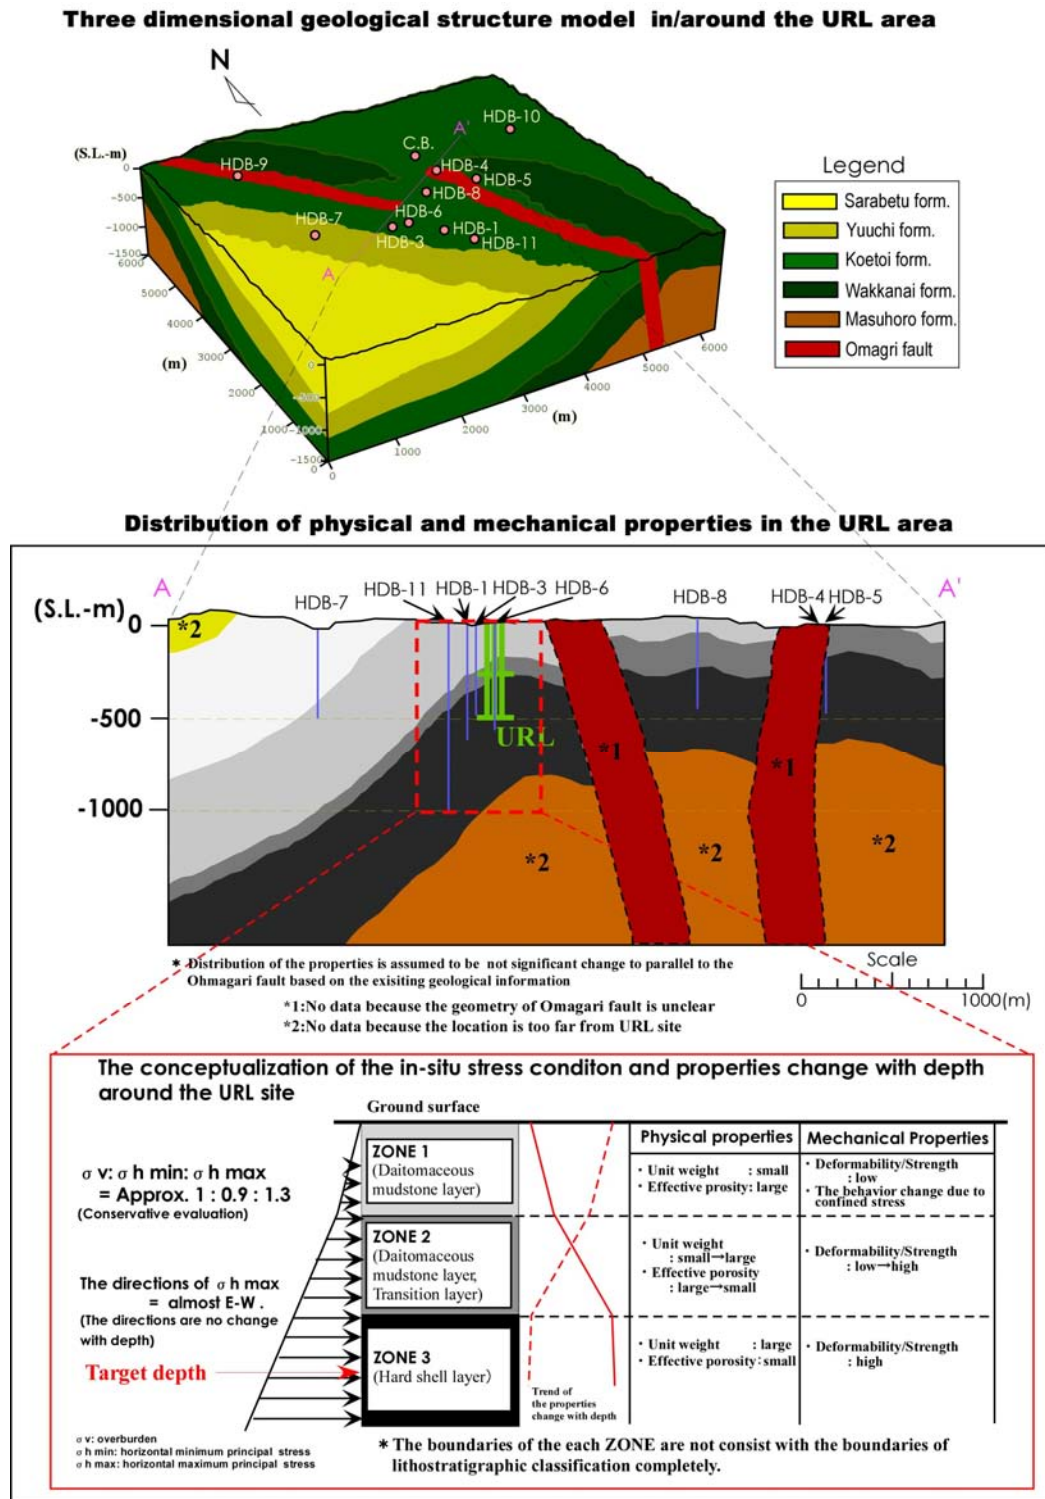 Three dimensional geological structure model in/around the URL area
N
(S.L.-m)
0
-500
-1000
-1500
6000
5000
4000
3000
2000
1000
0
(m)
HDB-9
HDB-7
C.B.
A'
HDB-10
HDB-4
HDB-5
HDB-8
HDB-6
HDB-3
HDB-1
HDB-11
A
0
-500
-1000
-1500
0
1000
2000
3000
4000
5000
6000
(m)
Legend
Sarabetu form.
Yuuchi form.
Koetoi form.
Wakkanai form.
Masuhoro form.
Omagri fault
Distribution of physical and mechanical properties in the URL area
A
A'
(S.L.-m)
0
-500
-1000
HDB-7
HDB-11
HDB-1
HDB-3
HDB-6
HDB-8
HDB-4
HDB-5
*2
URL
*1
*1
*2
*2
*2
* Distribution of the properties is assumed to be not significant change to parallel to the
Ohmagari fault based on the exisiting geological information
*1:No data because the geometry of Omagari fault is unclear
*2:No data because the location is too far from URL site
Scale
0
1000(m)
The conceptualization of the in-situ stress conditon and properties change with depth
around the URL site
Ground surface
σ v: σ h min: σ h max
= Approx. 1 : 0.9 : 1.3
(Conservative evaluation)
The directions of σ h max
= almost E-W .
(The directions are no change
with depth)
Target depth
σ v: overburden
σ h min: horizontal minimum principal stress
σ h max: horizontal maximum principal stress
ZONE 1
(Daitomaceous
mudstone layer)
ZONE 2
(Daitomaceous
mudstone layer,
Transition layer)
ZONE 3
(Hard shell layer)
Trend of
the properties
change with depth
Physical properties
Mechanical Properties
・Unit weight : small
・Effective prosity: large
・Deformability/Strength
: low
・The behavior change due to
confined stress
・Unit weight
: small→large
・Effective porosity
: large→small
・Deformability/Strength
: low→high
・Unit weight : large
・Effective porosity: small
・Deformability/Strength
: high
* The boundaries of the each ZONE are not consist with the boundaries of
lithostratigraphic classification completely.